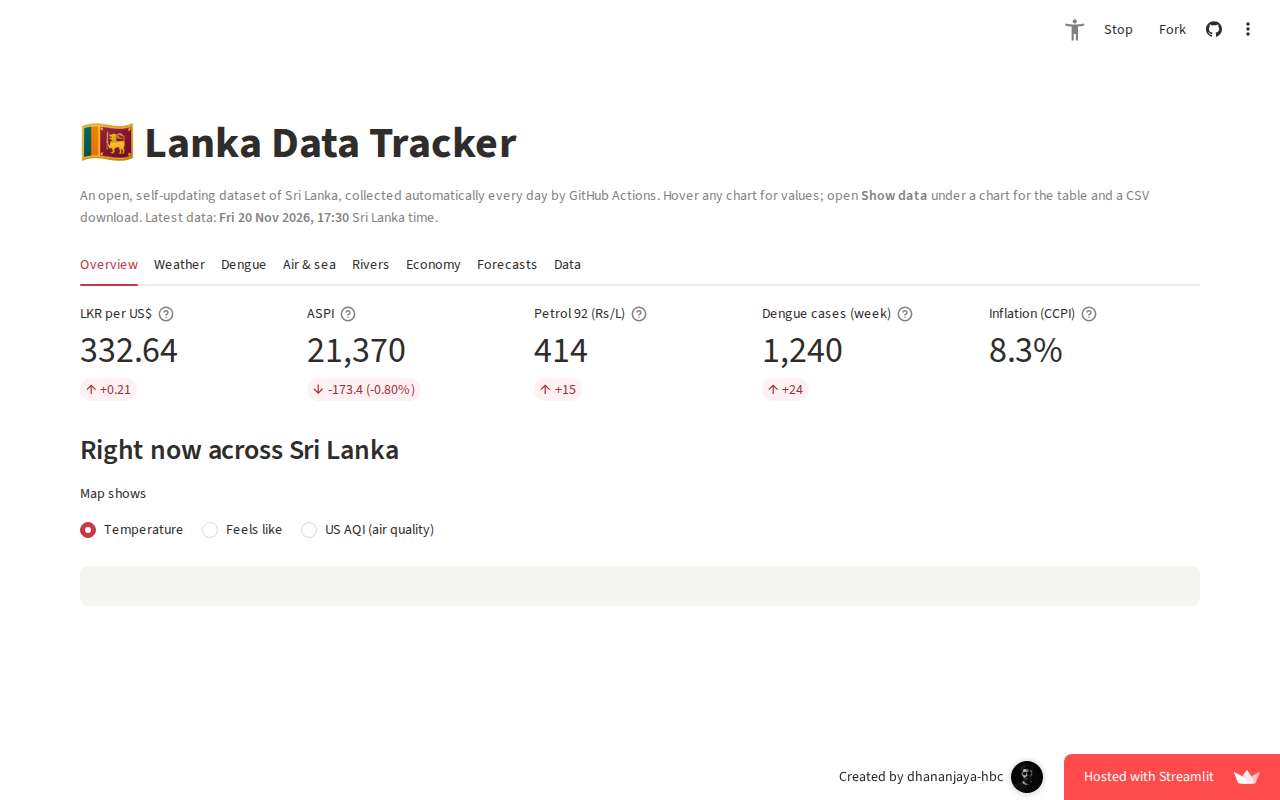 Stop Fork
Lanka Data Tracker
An open, self-updating dataset of Sri Lanka, collected automatically every day by GitHub Actions. Hover any chart for values; open Show data under a chart for the table and a CSV
download. Latest data: Fri 20 Nov 2026, 17:30 Sri Lanka time.
Overview Weather Dengue Air & sea Rivers Economy Forecasts Data
LKR per US$ ASPI Petrol 92 (Rs/L) Dengue cases (week) Inflation (CCPI)
332.64 21,370 414 1,240 8.3%
↑ +0.21 ↓ -173.4 (-0.80%) ↑ +15 ↑ +24
Right now across Sri Lanka
Map shows
Temperature Feels like US AQI (air quality)
Created by dhananjaya-hbc Hosted with Streamlit